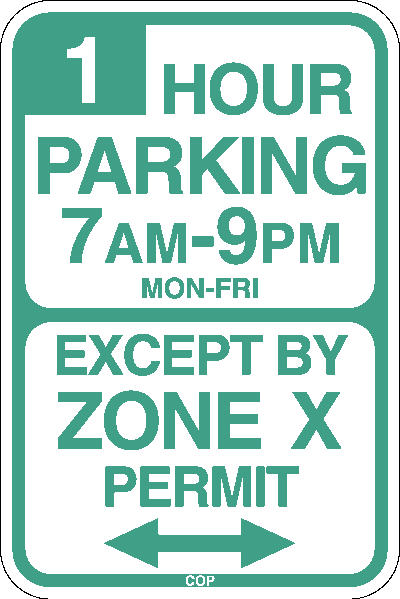 1 HOUR
PARKING
7AM-9PM
MON-FRI
EXCEPT BY
ZONE X
PERMIT
COP